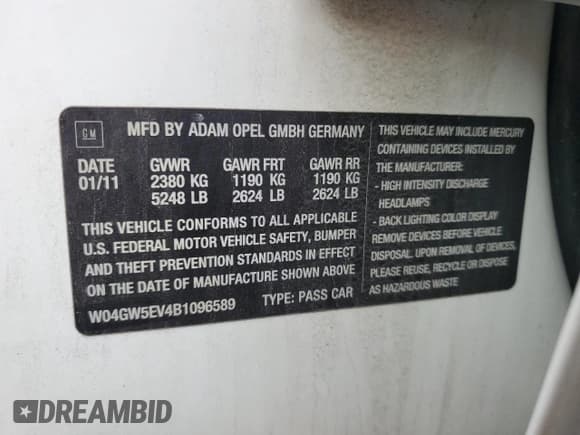 GM
MFD BY ADAM OPEL GMBH GERMANY
DATE GVWR GAWR FRT GAWR RR
01/11 2380 KG 1190 KG 1190 KG
5248 LB 2624 LB 2624 LB
THIS VEHICLE CONFORMS TO ALL APPLICABLE
U.S. FEDERAL MOTOR VEHICLE SAFETY, BUMPER
AND THEFT PREVENTION STANDARDS IN EFFECT
ON THE DATE OF MANUFACTURE SHOWN ABOVE
W04GW5EV4B1096589 TYPE: PASS CAR
THIS VEHICLE MAY INCLUDE MERCURY
CONTAINING DEVICES INSTALLED BY
THE MANUFACTURER:
- HIGH INTENSITY DISCHARGE
HEADLAMPS
- BACK LIGHTING COLOR DISPLAY
REMOVE DEVICES BEFORE VEHICLE
DISPOSAL. UPON REMOVAL OF DEVICES,
PLEASE REUSE, RECYCLE OR DISPOSE
AS HAZARDOUS WASTE
DREAMBID